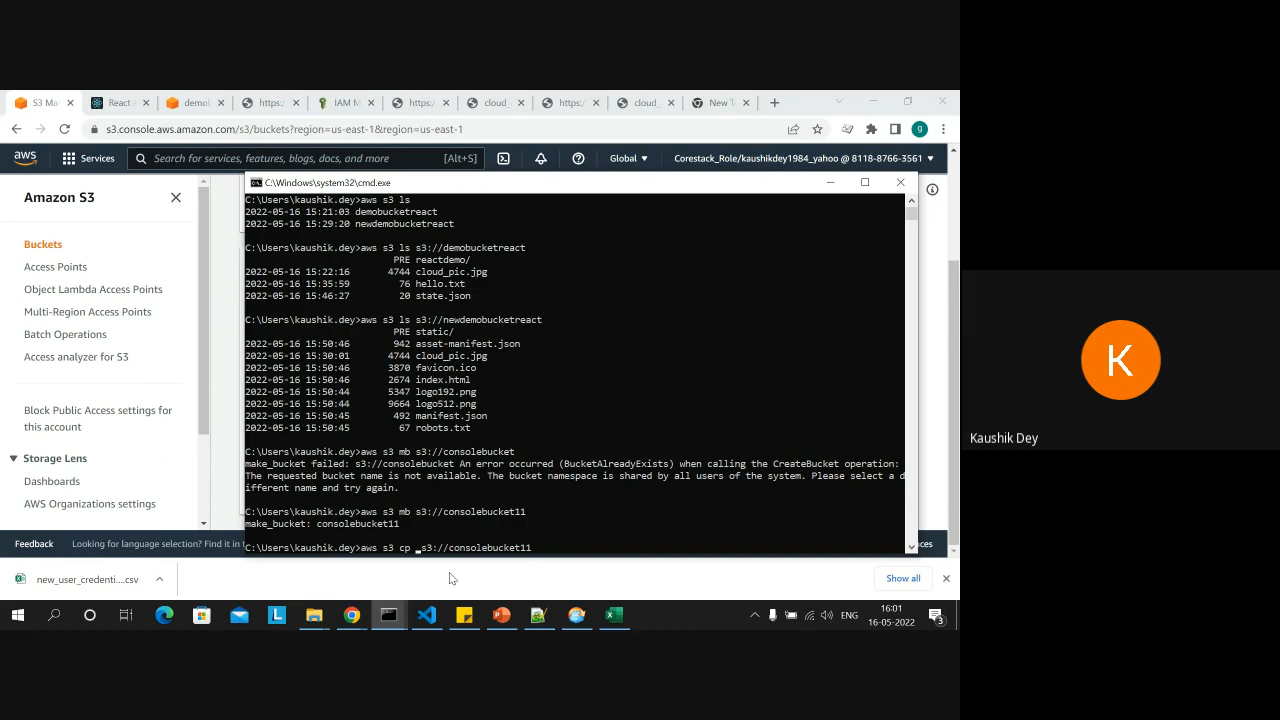 S3 Ma
React
demo
https:/
IAM M
https:/
cloud_
https:/
cloud_
New T
s3.console.aws.amazon.com/s3/buckets?region=us-east-1&region=us-east-1
g
aws
Services
Search for services, features, blogs, docs, and more
[Alt+S]
Global
Corestack_Role/kaushikdey1984_yahoo @ 8118-8766-3561
Amazon S3
Buckets
Access Points
Object Lambda Access Points
Multi-Region Access Points
Batch Operations
Access analyzer for S3
Block Public Access settings for
this account
Storage Lens
Dashboards
AWS Organizations settings
C:\Windows\system32\cmd.exe
C:\Users\kaushik.dey>aws s3 ls
2022-05-16 15:21:03 demobucketreact
2022-05-16 15:29:20 newdemobucketreact
C:\Users\kaushik.dey>aws s3 ls s3://demobucketreact
PRE reactdemo/
2022-05-16 15:22:16 4744 cloud_pic.jpg
2022-05-16 15:35:59 76 hello.txt
2022-05-16 15:46:27 20 state.json
C:\Users\kaushik.dey>aws s3 ls s3://newdemobucketreact
PRE static/
2022-05-16 15:50:46 942 asset-manifest.json
2022-05-16 15:30:01 4744 cloud_pic.jpg
2022-05-16 15:50:46 3870 favicon.ico
2022-05-16 15:50:46 2674 index.html
2022-05-16 15:50:44 5347 logo192.png
2022-05-16 15:50:44 9664 logo512.png
2022-05-16 15:50:45 492 manifest.json
2022-05-16 15:50:45 67 robots.txt
C:\Users\kaushik.dey>aws s3 mb s3://consolebucket
make_bucket failed: s3://consolebucket An error occurred (BucketAlreadyExists) when calling the CreateBucket operation:
The requested bucket name is not available. The bucket namespace is shared by all users of the system. Please select a d
ifferent name and try again.
C:\Users\kaushik.dey>aws s3 mb s3://consolebucket11
make_bucket: consolebucket11
C:\Users\kaushik.dey>aws s3 cp s3://consolebucket11
Feedback
Looking for language selection? Find it in t
nces
new_user_credenti....csv
Show all
ENG
16:01
16-05-2022
3
K
Kaushik Dey